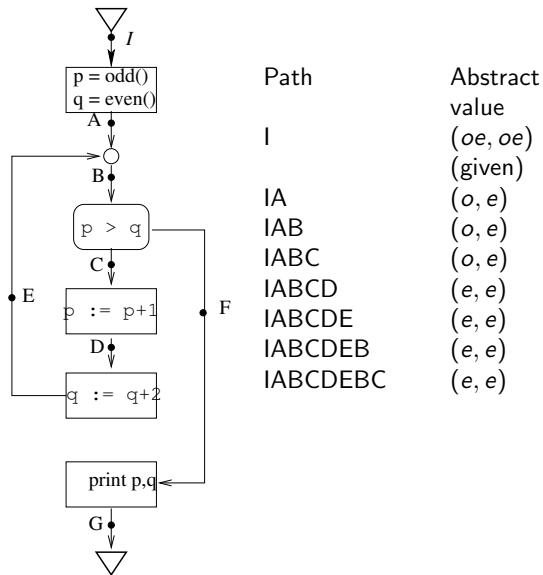 I
p = odd()
q = even()
A
B
p > q
C
E
F
p := p+1
D
q := q+2
print p,q
G
Path Abstract
value
I (oe, oe)
(given)
IA (o, e)
IAB (o, e)
IABC (o, e)
IABCD (e, e)
IABCDE (e, e)
IABCDEB (e, e)
IABCDEBC (e, e)